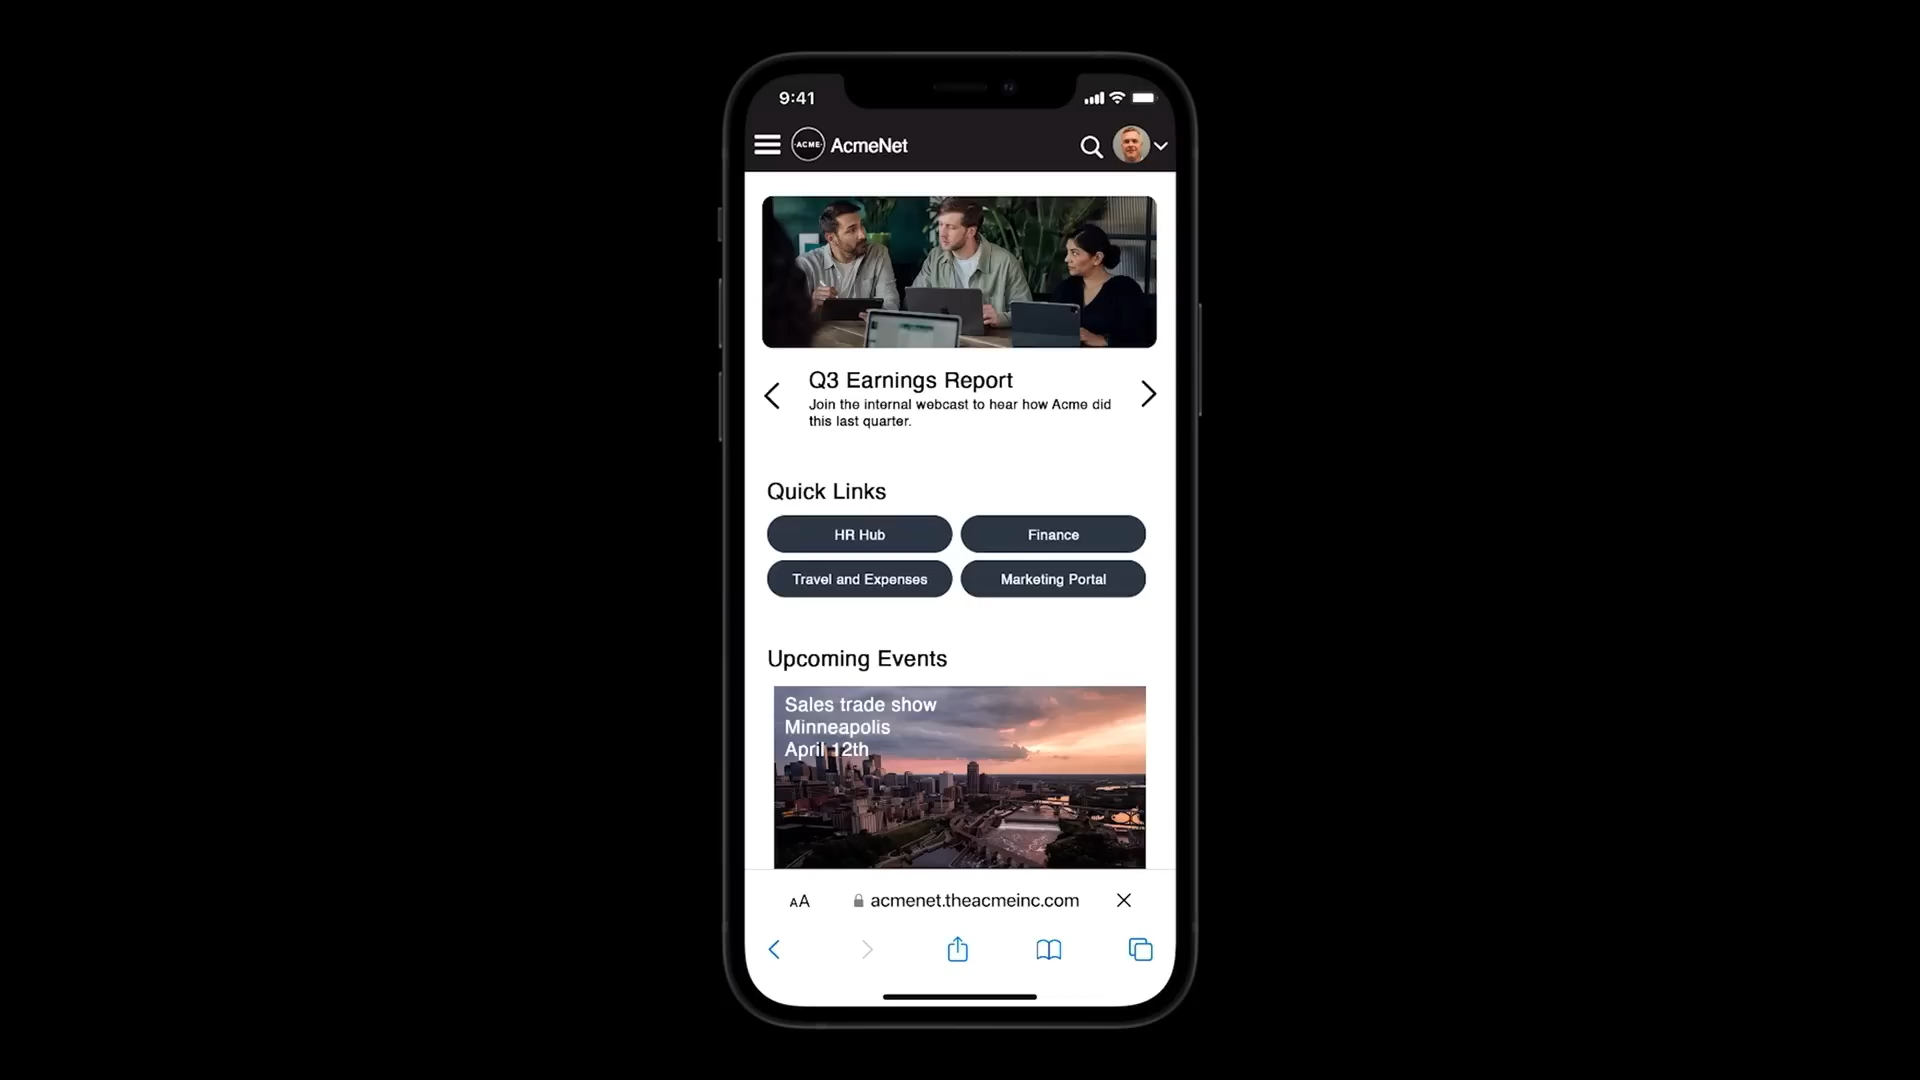 9:41
ACME
AcmeNet
Q3 Earnings Report
Join the internal webcast to hear how Acme did
this last quarter.
Quick Links
HR Hub
Finance
Travel and Expenses
Marketing Portal
Upcoming Events
Sales trade show
Minneapolis
April 12th
AA
acmenet.theacmeinc.com